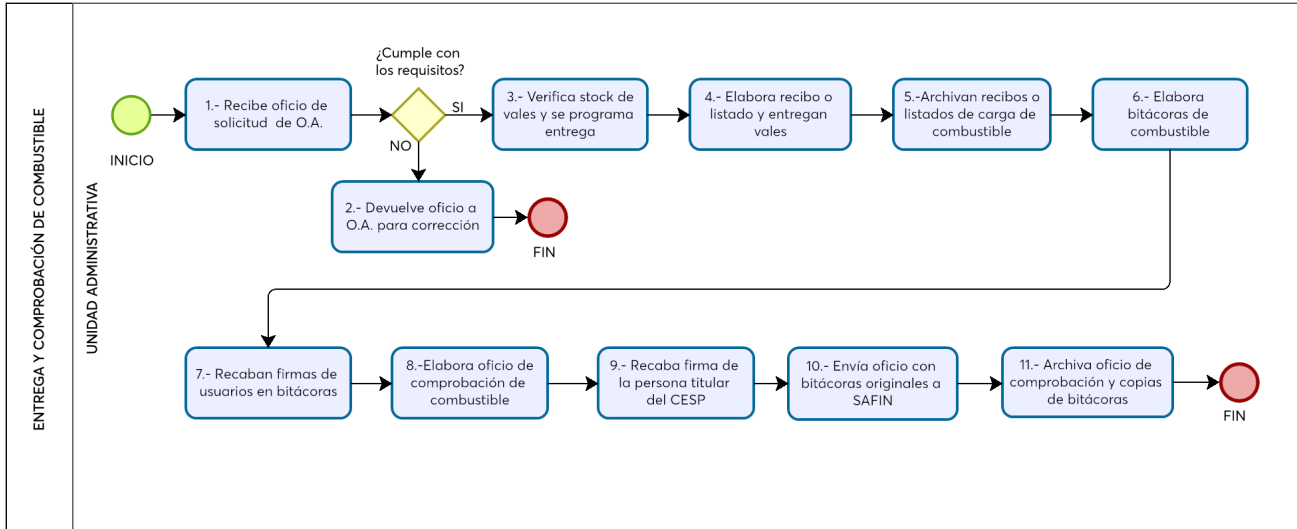 ENTREGA Y COMPROBACIÓN DE COMBUSTIBLE
UNIDAD ADMINISTRATIVA
INICIO
1.- Recibe oficio de
solicitud de O.A.
¿Cumple con
los requisitos?
SI
NO
2.- Devuelve oficio a
O.A. para corrección
FIN
3.- Verifica stock de
vales y se programa
entrega
4.- Elabora recibo o
listado y entregan
vales
5.-Archivan recibos o
listados de carga de
combustible
6.- Elabora
bitácoras de
combustible
7.- Recaban firmas de
usuarios en bitácoras
8.-Elabora oficio de
comprobación de
combustible
9.- Recaba firma de
la persona titular
del CESP
10.- Envía oficio con
bitácoras originales a
SAFIN
11.- Archiva oficio de
comprobación y copias
de bitácoras
FIN